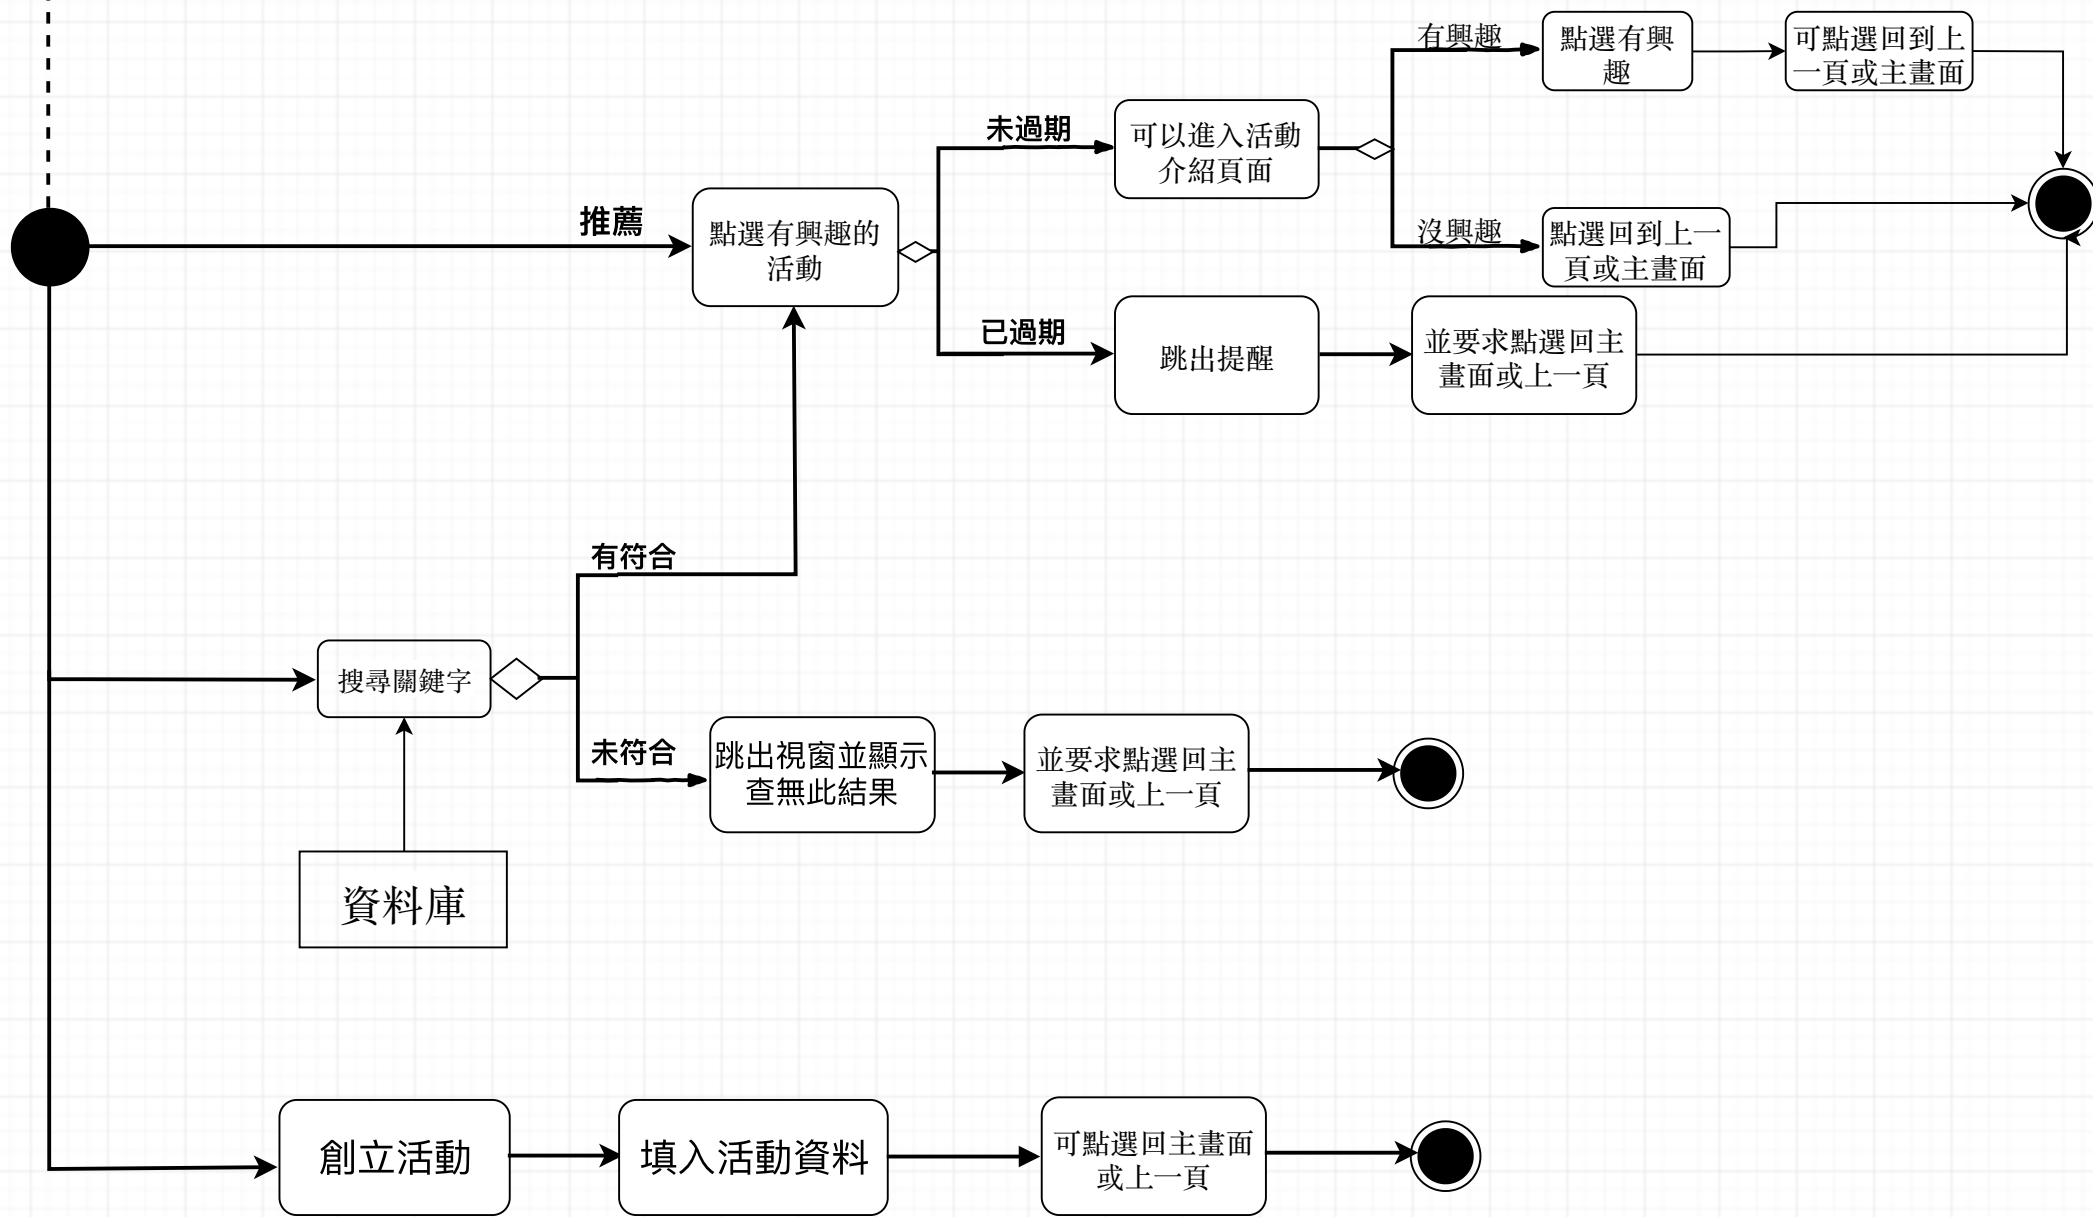 有興趣
點選有興
趣
可點選回到上
一頁或主畫面
未過期
可以進入活動
介紹頁面
推薦
點選有興趣的
活動
沒興趣
點選回到上一
頁或主畫面
已過期
跳出提醒
並要求點選回主
畫面或上一頁
有符合
搜尋關鍵字
未符合
跳出視窗並顯示
查無此結果
並要求點選回主
畫面或上一頁
資料庫
創立活動
填入活動資料
可點選回主畫面
或上一頁